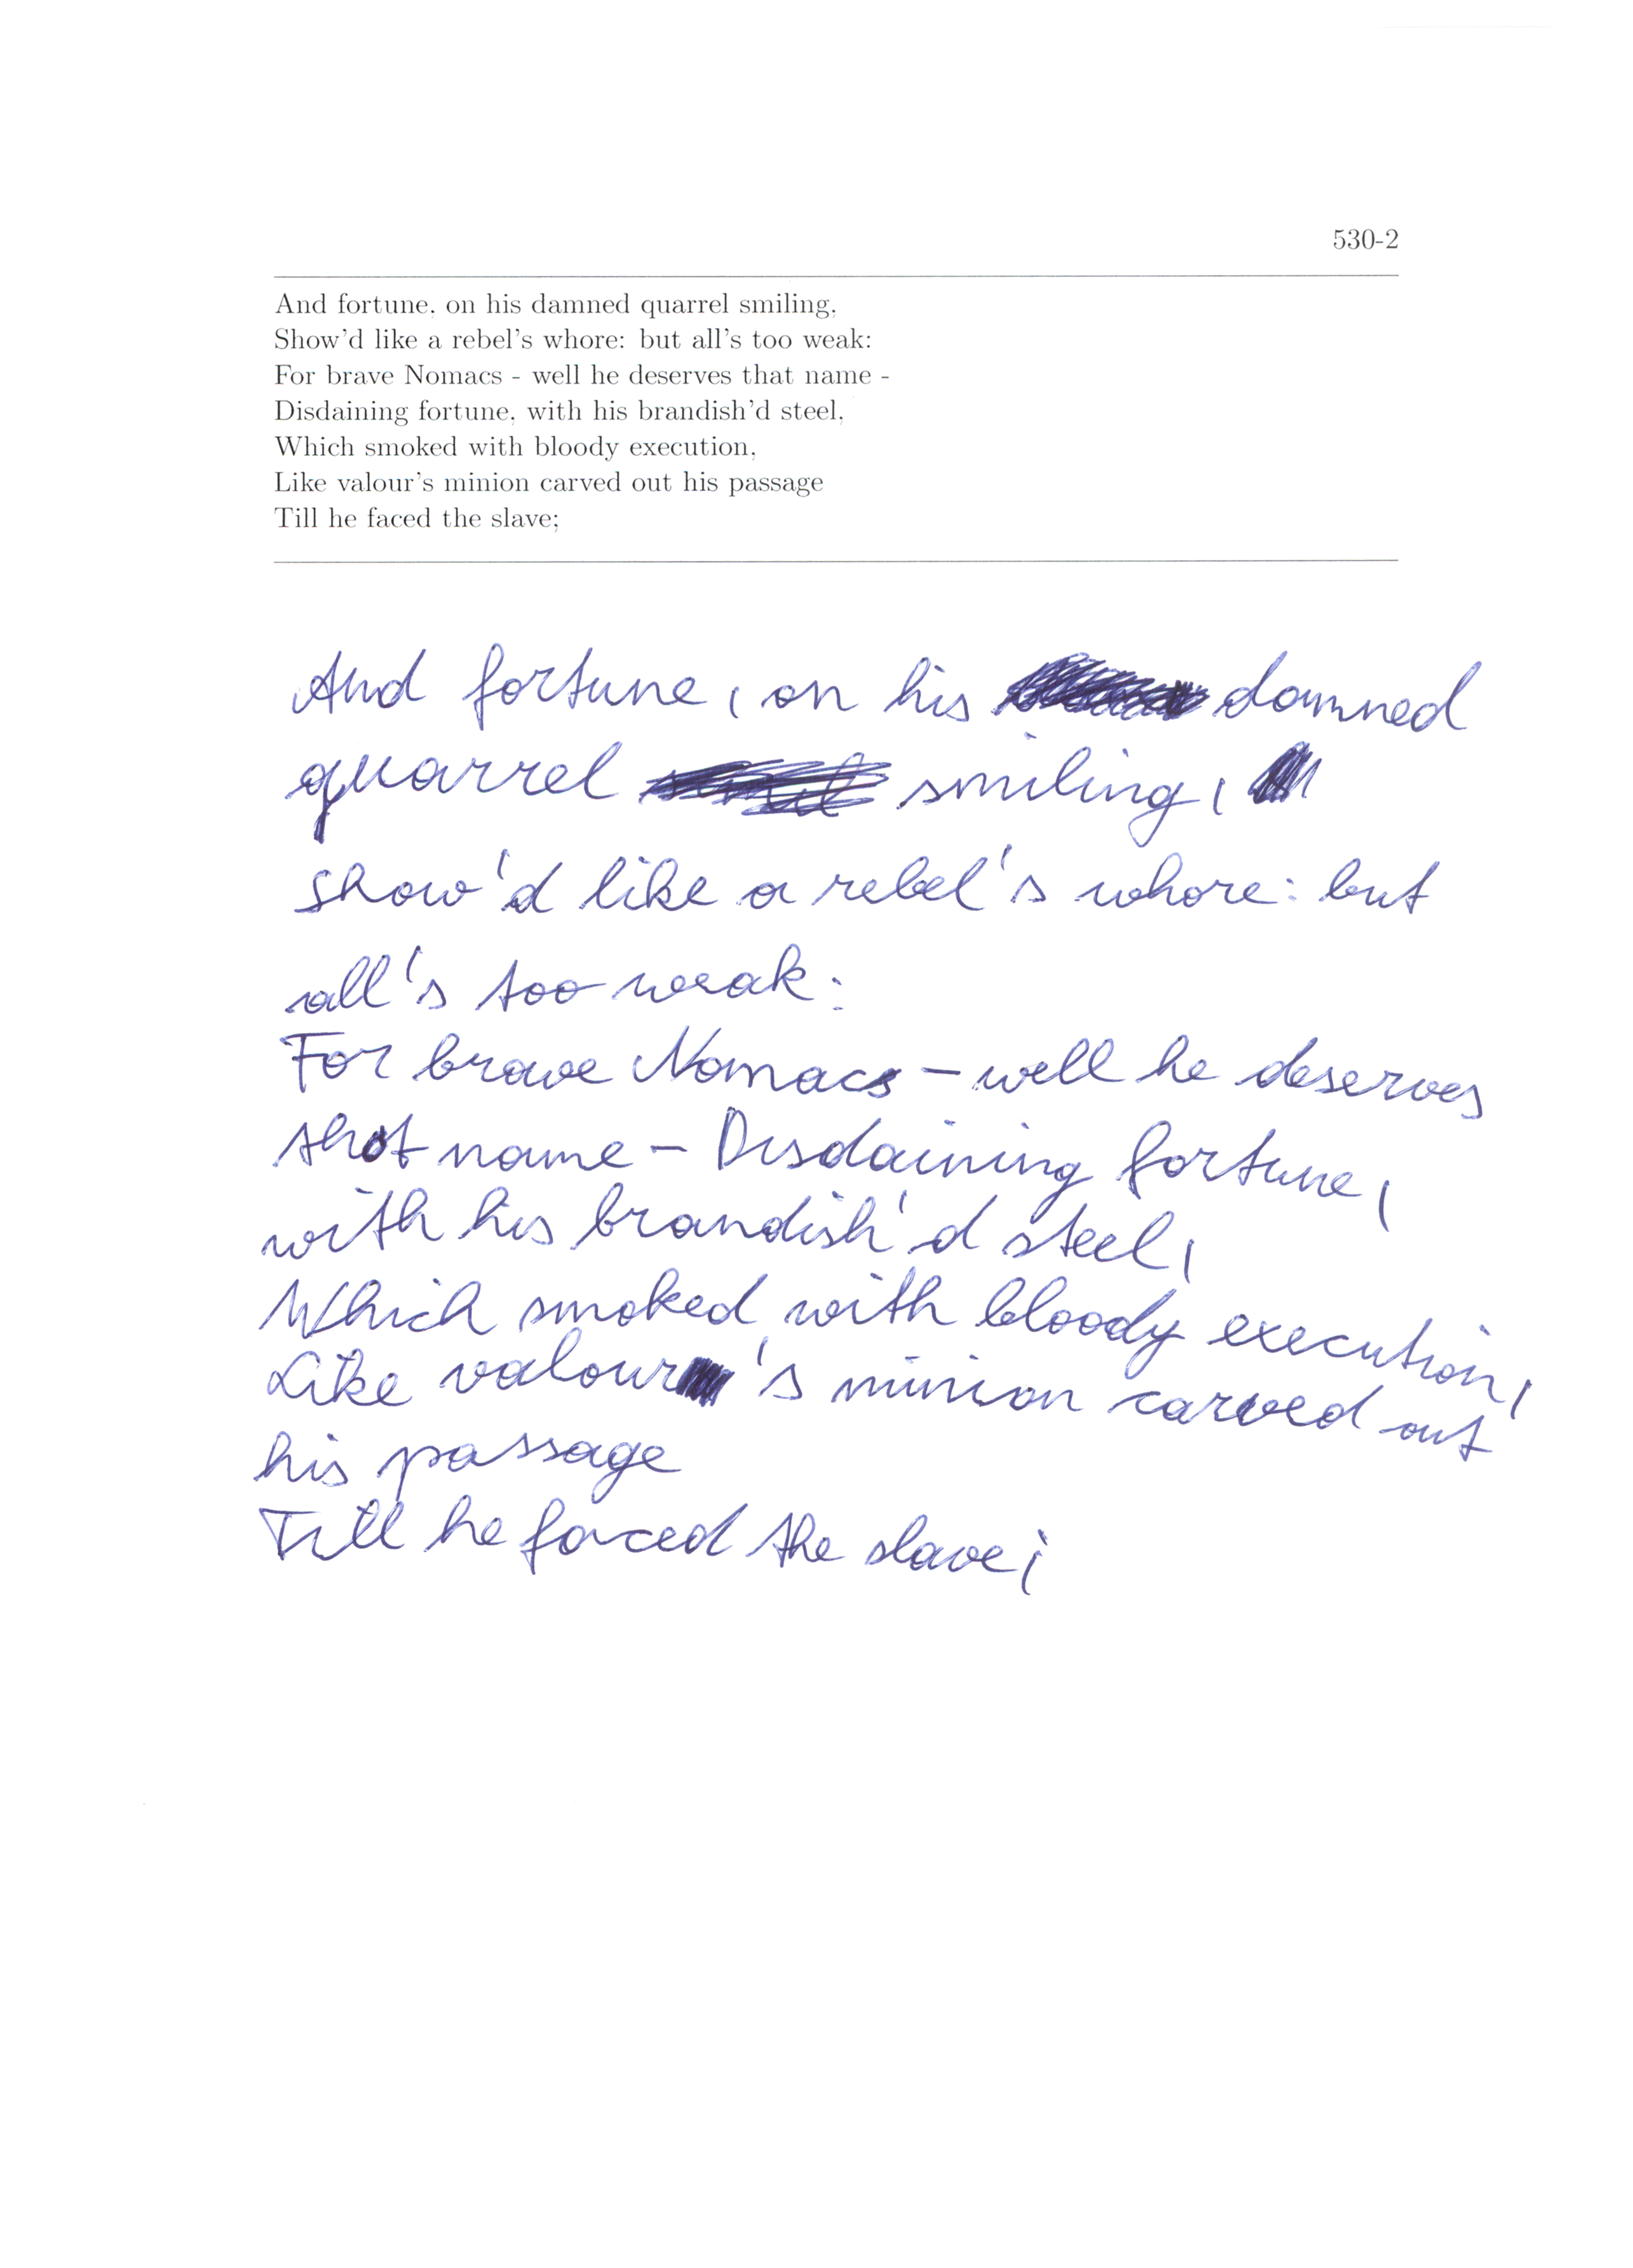 530-2
And fortune, on his damned quarrel smiling,
Show'd like a rebel's whore: but all's too weak:
For brave Nomacs - well he deserves that name -
Disdaining fortune, with his brandish'd steel,
Which smoked with bloody execution,
Like valour's minion carved out his passage
Till he faced the slave;
And fortune, on his damned
quarrel smiling,
show'd like a rebel's whore: but
all's too weak:
For brave Nomacs - well he deserves
that name - Disdaining fortune,
with his brandish'd steel,
Which smoked with bloody execution,
Like valour's minion carved out
his passage
Till he faced the slave;